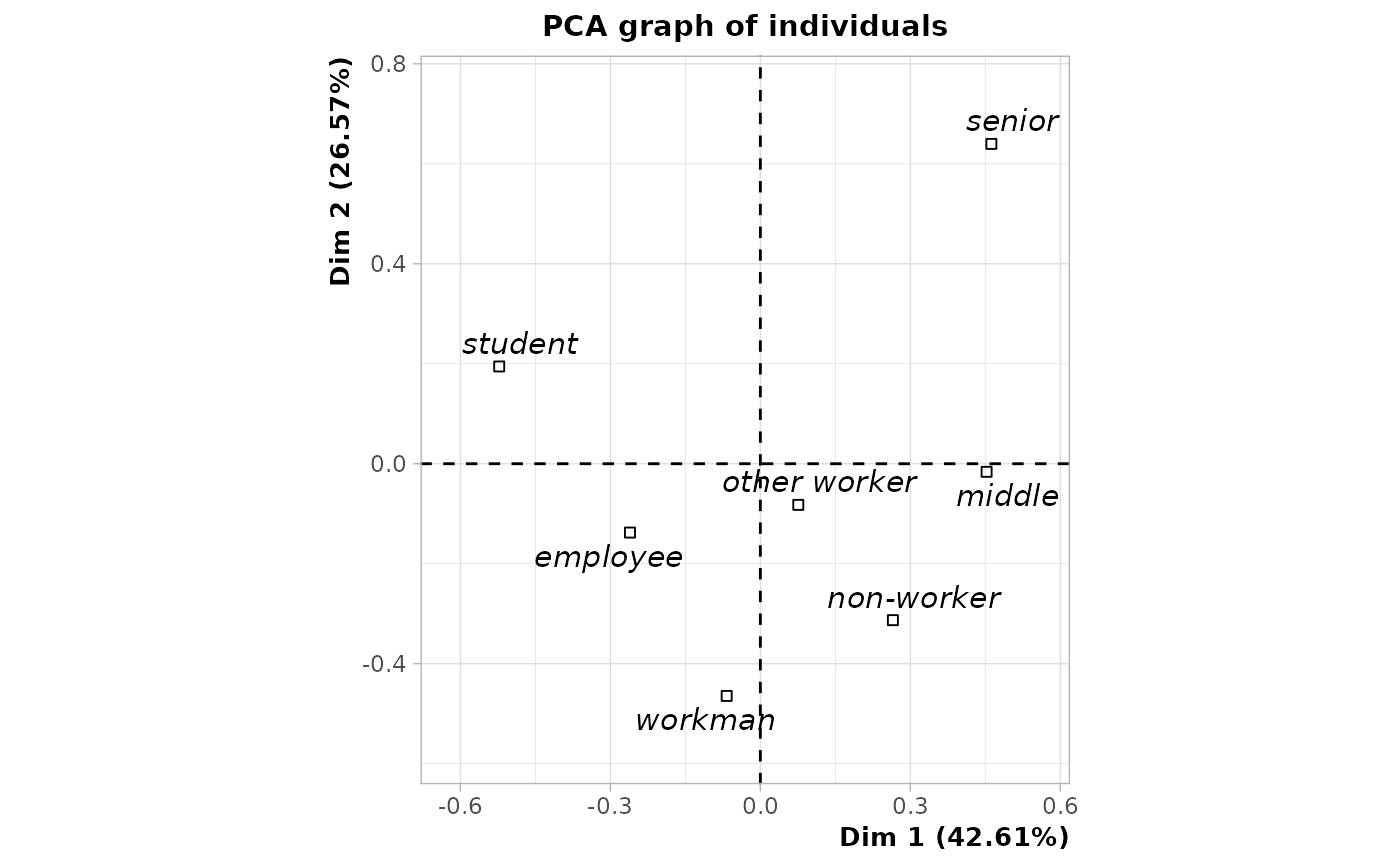 PCA graph of individuals
Dim 2 (26.57%)
0.8
0.4
0.0
-0.4
senior
student
other worker
middle
employee
non-worker
workman
-0.6
-0.3
0.0
0.3
0.6
Dim 1 (42.61%)